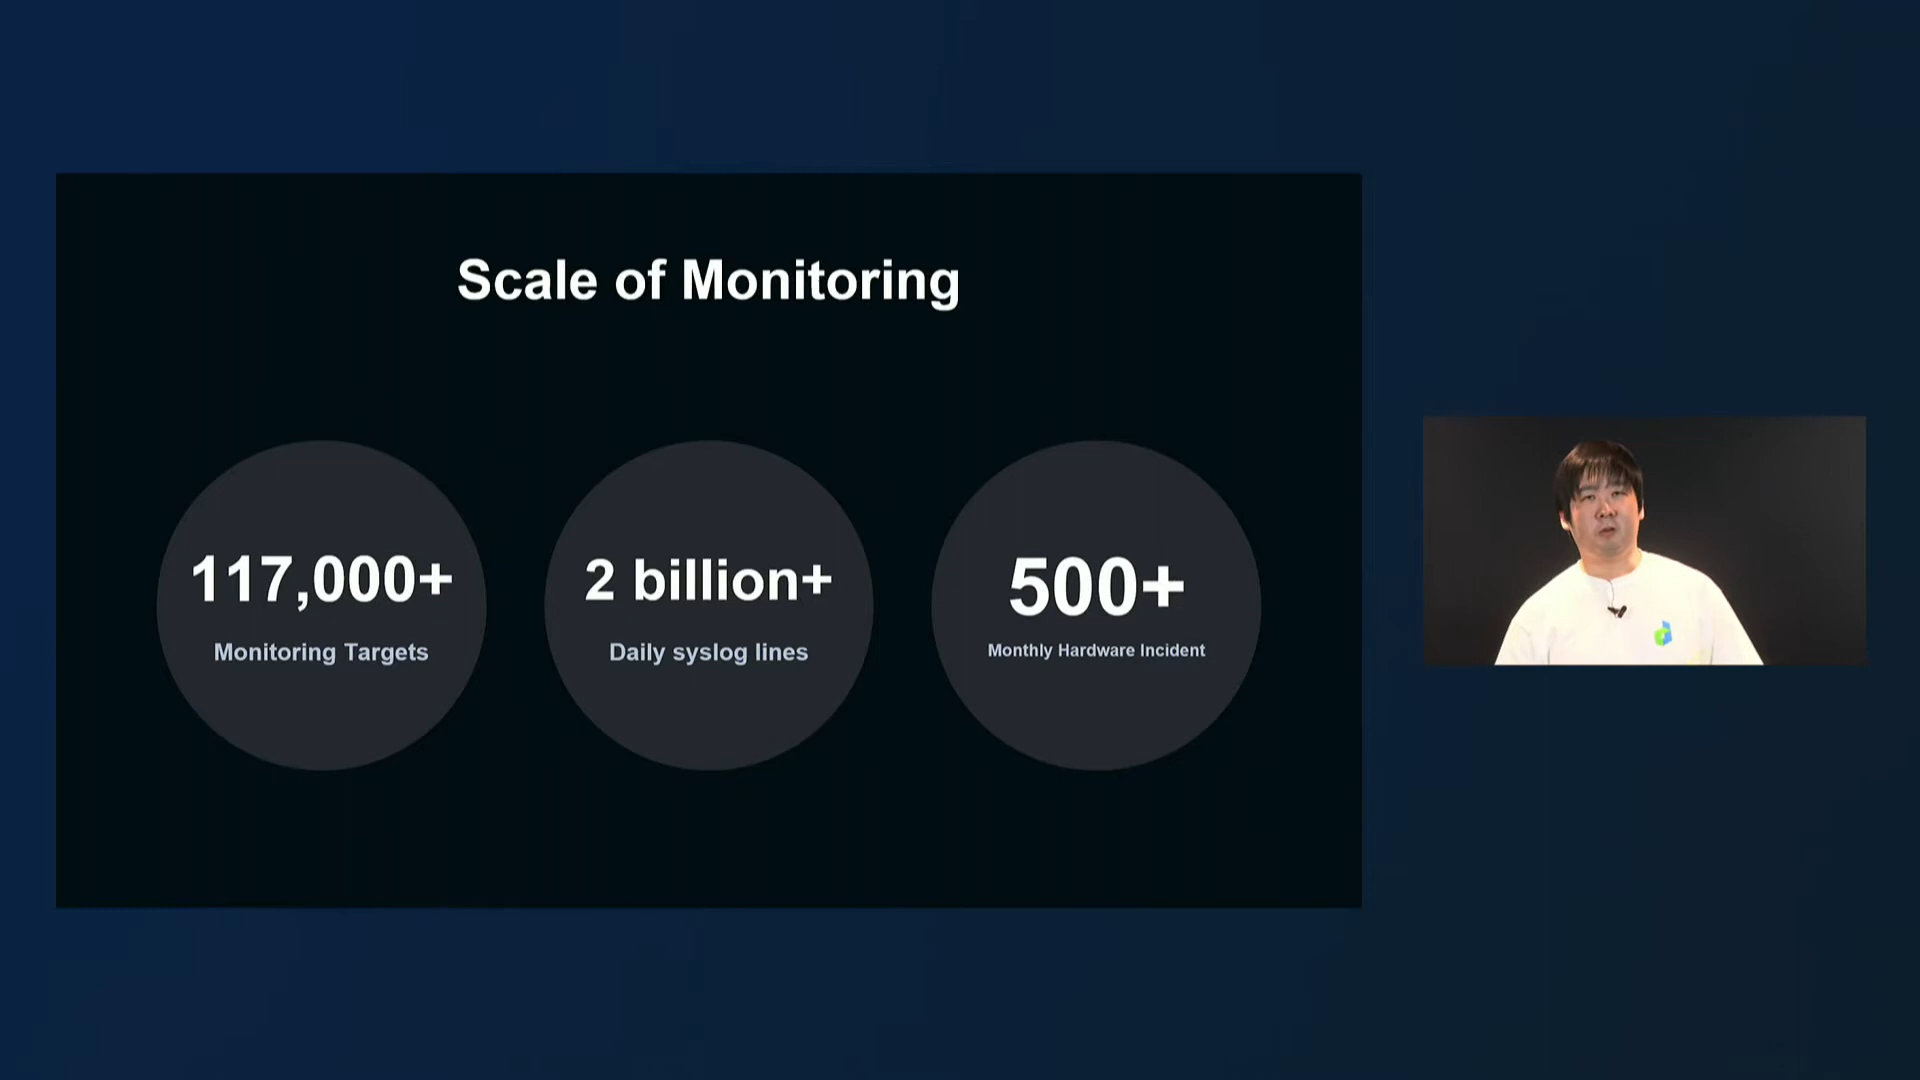 Scale of Monitoring
117,000+
Monitoring Targets
2 billion+
Daily syslog lines
500+
Monthly Hardware Incident